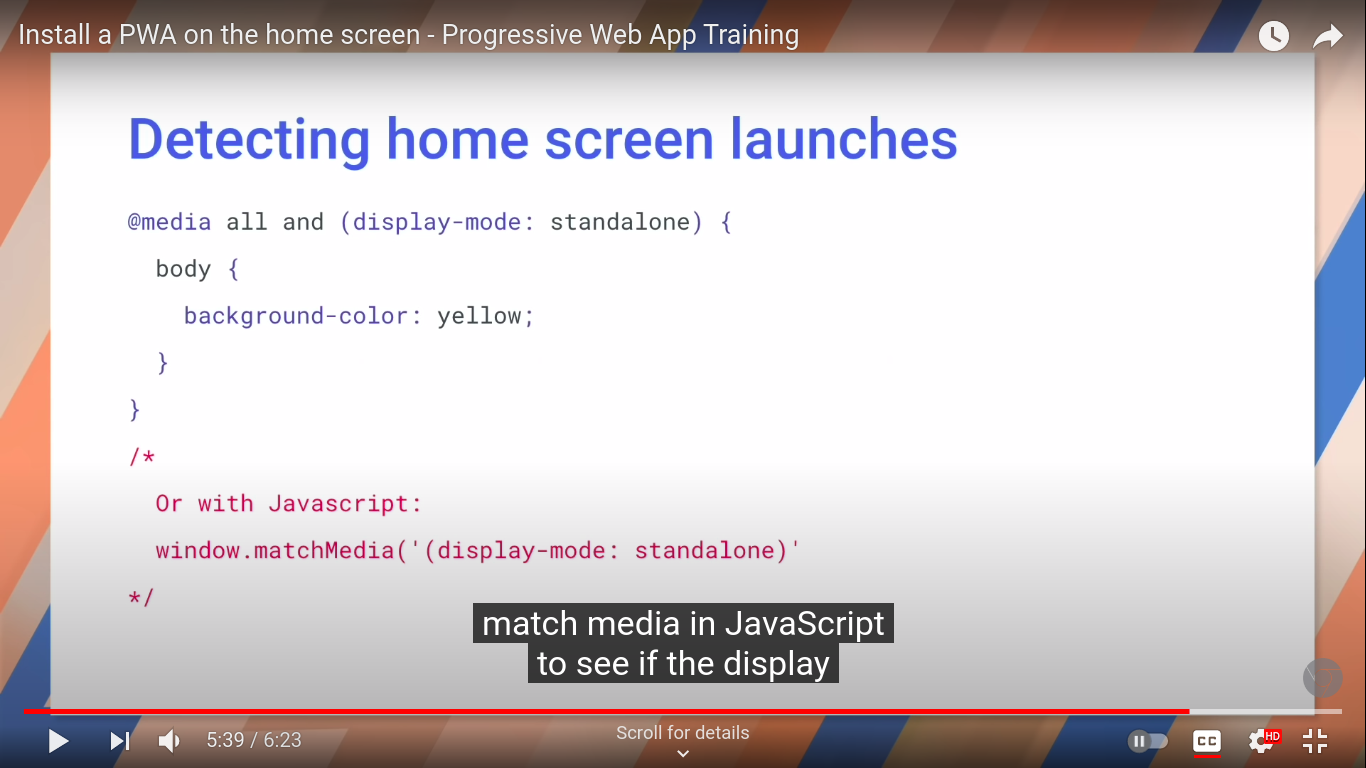 Install a PWA on the home screen - Progressive Web App Training
Detecting home screen launches
@media all and (display-mode: standalone) {
body {
background-color: yellow;
}
}
/*
Or with Javascript:
window.matchMedia('(display-mode: standalone)'
*/
match media in JavaScript
to see if the display
5:39 / 6:23
Scroll for details
CC
HD